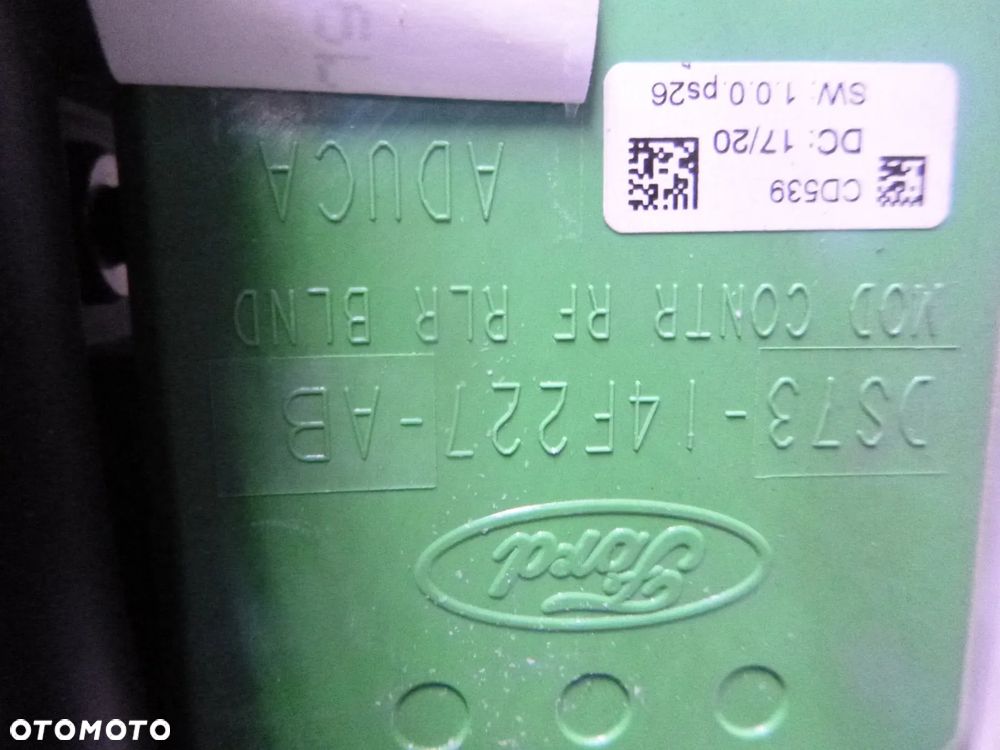 Ford
DS73-14F227-AB
MOD CONTR RF RLR BLND
ADUCA
CD539
DC: 17/20
SW: 1.0.0.ps26
OTOMOTO